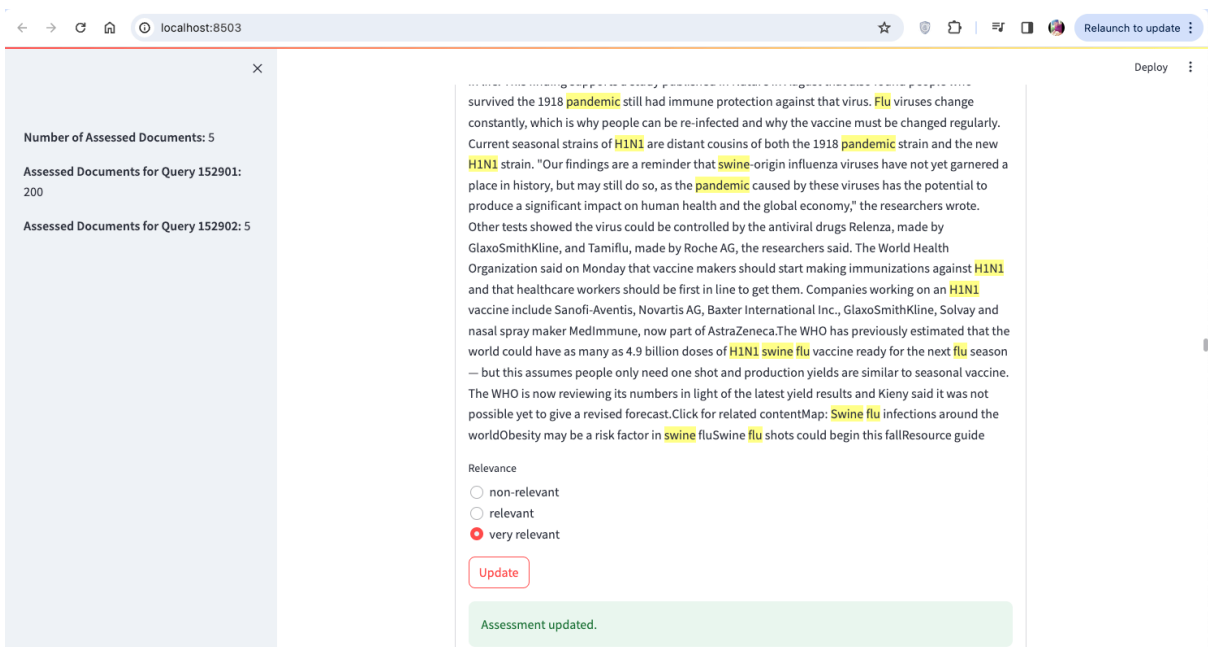 localhost:8503
Relaunch to update
Deploy
Number of Assessed Documents: 5
Assessed Documents for Query 152901:
200
Assessed Documents for Query 152902: 5
survived the 1918 pandemic still had immune protection against that virus. Flu viruses change
constantly, which is why people can be re-infected and why the vaccine must be changed regularly.
Current seasonal strains of H1N1 are distant cousins of both the 1918 pandemic strain and the new
H1N1 strain. "Our findings are a reminder that swine-origin influenza viruses have not yet garnered a
place in history, but may still do so, as the pandemic caused by these viruses has the potential to
produce a significant impact on human health and the global economy," the researchers wrote.
Other tests showed the virus could be controlled by the antiviral drugs Relenza, made by
GlaxoSmithKline, and Tamiflu, made by Roche AG, the researchers said. The World Health
Organization said on Monday that vaccine makers should start making immunizations against H1N1
and that healthcare workers should be first in line to get them. Companies working on an H1N1
vaccine include Sanofi-Aventis, Novartis AG, Baxter International Inc., GlaxoSmithKline, Solvay and
nasal spray maker MedImmune, now part of AstraZeneca.The WHO has previously estimated that the
world could have as many as 4.9 billion doses of H1N1 swine flu vaccine ready for the next flu season
— but this assumes people only need one shot and production yields are similar to seasonal vaccine.
The WHO is now reviewing its numbers in light of the latest yield results and Kieny said it was not
possible yet to give a revised forecast.Click for related contentMap: Swine flu infections around the
worldObesity may be a risk factor in swine fluSwine flu shots could begin this fallResource guide
Relevance
non-relevant
relevant
very relevant
Update
Assessment updated.